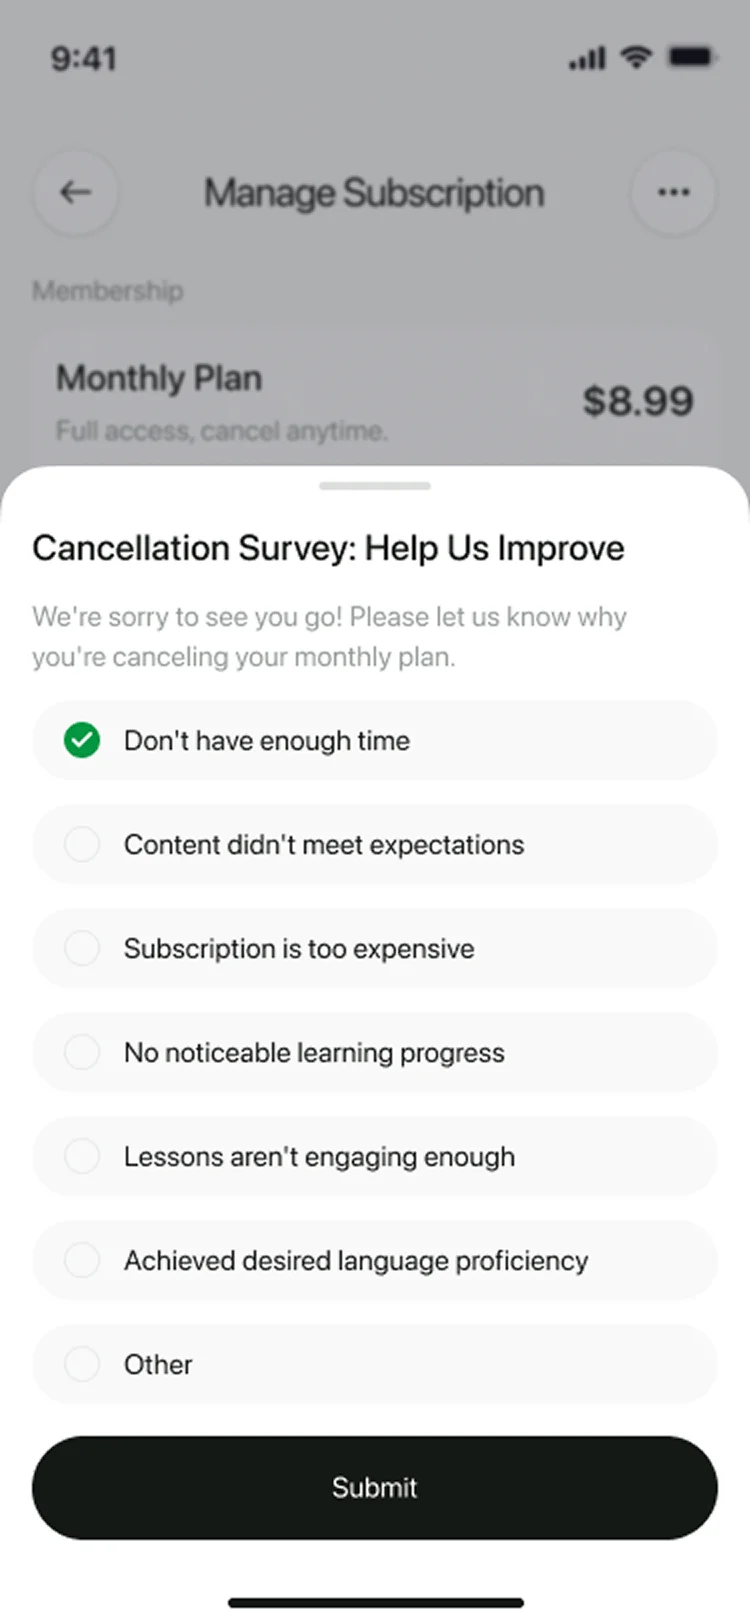 9:41
Manage Subscription
Membership
Monthly Plan
$8.99
Full access, cancel anytime.
Cancellation Survey: Help Us Improve
We're sorry to see you go! Please let us know why
you're canceling your monthly plan.
Don't have enough time
Content didn't meet expectations
Subscription is too expensive
No noticeable learning progress
Lessons aren't engaging enough
Achieved desired language proficiency
Other
Submit